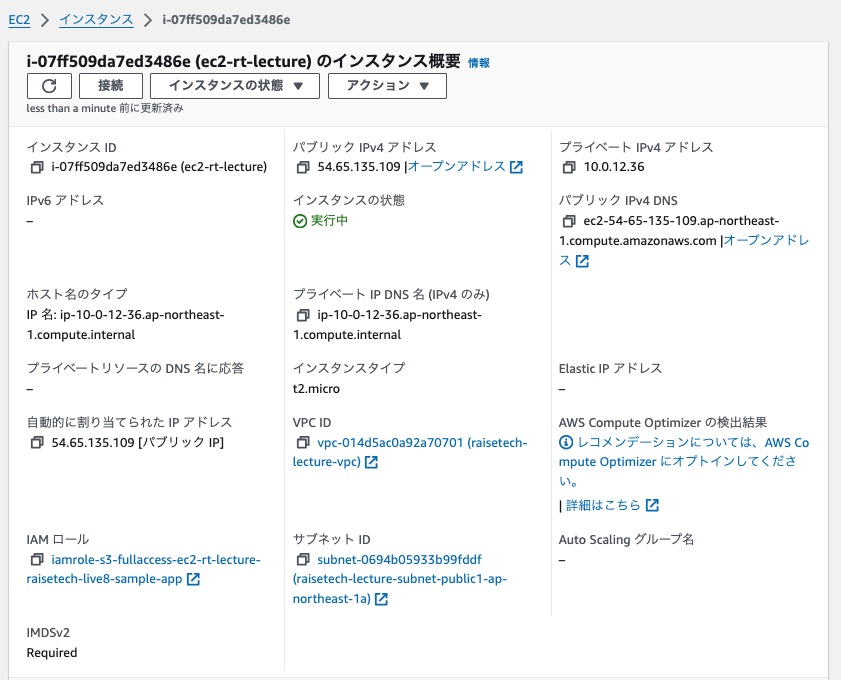 EC2 > インスタンス > i-07ff509da7ed3486e
i-07ff509da7ed3486e (ec2-rt-lecture) のインスタンス概要 情報
接続 インスタンスの状態 ▼ アクション ▼
less than a minute 前に更新済み
インスタンス ID
i-07ff509da7ed3486e (ec2-rt-lecture)
パブリック IPv4 アドレス
54.65.135.109 |オープンアドレス
プライベート IPv4 アドレス
10.0.12.36
IPv6 アドレス
–
インスタンスの状態
実行中
パブリック IPv4 DNS
ec2-54-65-135-109.ap-northeast-
1.compute.amazonaws.com |オープンアドレ
ス
ホスト名のタイプ
IP 名: ip-10-0-12-36.ap-northeast-
1.compute.internal
プライベート IP DNS 名 (IPv4 のみ)
ip-10-0-12-36.ap-northeast-
1.compute.internal
プライベートリソースの DNS 名に応答
–
インスタンスタイプ
t2.micro
Elastic IP アドレス
–
自動的に割り当てられた IP アドレス
54.65.135.109 [パブリック IP]
VPC ID
vpc-014d5ac0a92a70701 (raisetech-
lecture-vpc)
AWS Compute Optimizer の検出結果
レコメンデーションについては、AWS Co
mpute Optimizer にオプトインしてくださ
い。
| 詳細はこちら
IAM ロール
iamrole-s3-fullaccess-ec2-rt-lecture-
raisetech-live8-sample-app
サブネット ID
subnet-0694b05933b99fddf
(raisetech-lecture-subnet-public1-ap-
northeast-1a)
Auto Scaling グループ名
–
IMDSv2
Required